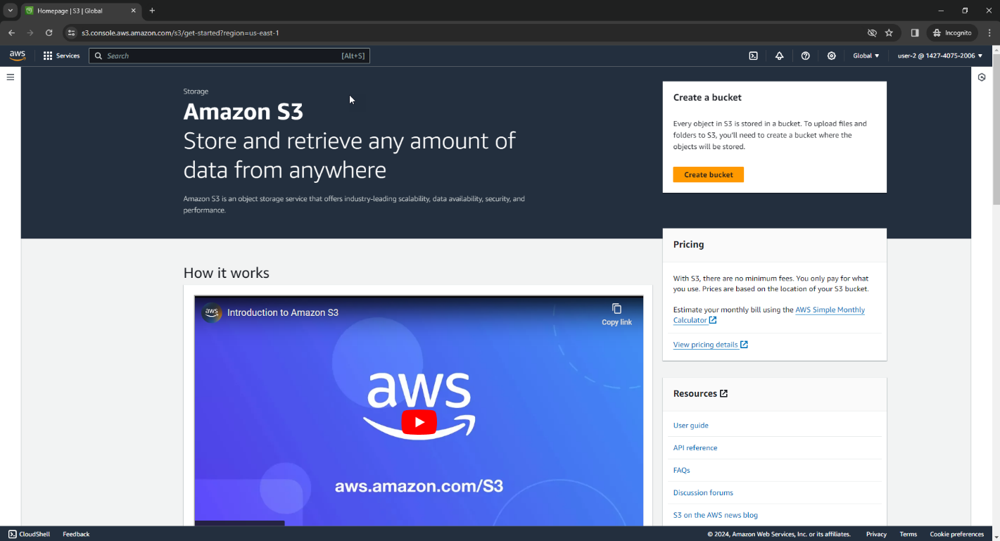 Homepage | S3 | Global
s3.console.aws.amazon.com/s3/get-started?region=us-east-1
Incognito
aws
Services
Search
[Alt+S]
Global
user-2 @ 1427-4075-2006
Storage
Amazon S3
Store and retrieve any amount of
data from anywhere
Amazon S3 is an object storage service that offers industry-leading scalability, data availability, security, and
performance.
Create a bucket
Every object in S3 is stored in a bucket. To upload files and
folders to S3, you'll need to create a bucket where the
objects will be stored.
Create bucket
How it works
aws
Introduction to Amazon S3
Copy link
aws
aws.amazon.com/S3
Pricing
With S3, there are no minimum fees. You only pay for what
you use. Prices are based on the location of your S3 bucket.
Estimate your monthly bill using the AWS Simple Monthly
Calculator
View pricing details
Resources
User guide
API reference
FAQs
Discussion forums
S3 on the AWS news blog
CloudShell
Feedback
© 2024, Amazon Web Services, Inc. or its affiliates.
Privacy
Terms
Cookie preferences